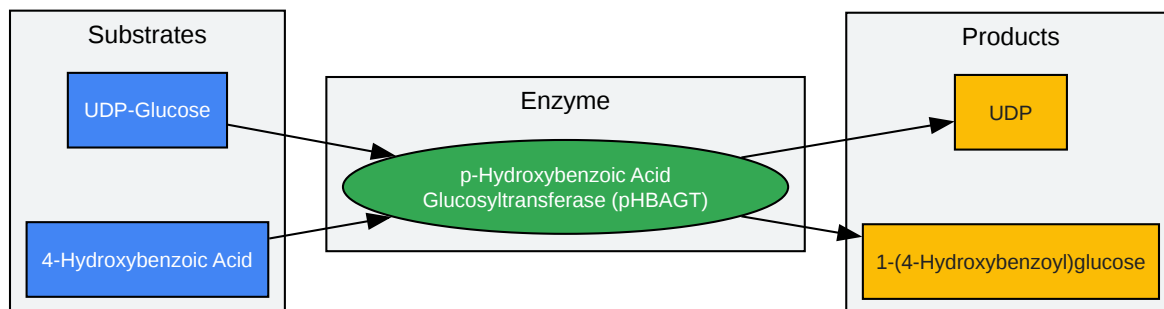 Substrates
UDP-Glucose
4-Hydroxybenzoic Acid
Enzyme
p-Hydroxybenzoic Acid
Glucosyltransferase (pHBAGT)
Products
UDP
1-(4-Hydroxybenzoyl)glucose